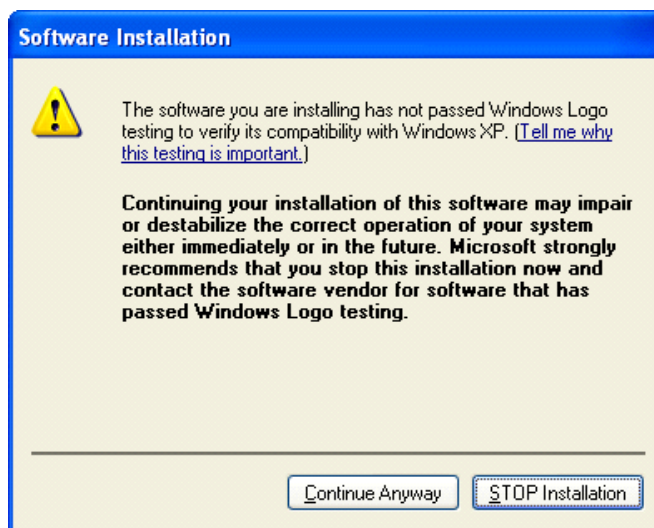 Software Installation
The software you are installing has not passed Windows Logo
testing to verify its compatibility with Windows XP. (Tell me why
this testing is important.)
Continuing your installation of this software may impair
or destabilize the correct operation of your system
either immediately or in the future. Microsoft strongly
recommends that you stop this installation now and
contact the software vendor for software that has
passed Windows Logo testing.
Continue Anyway
STOP Installation